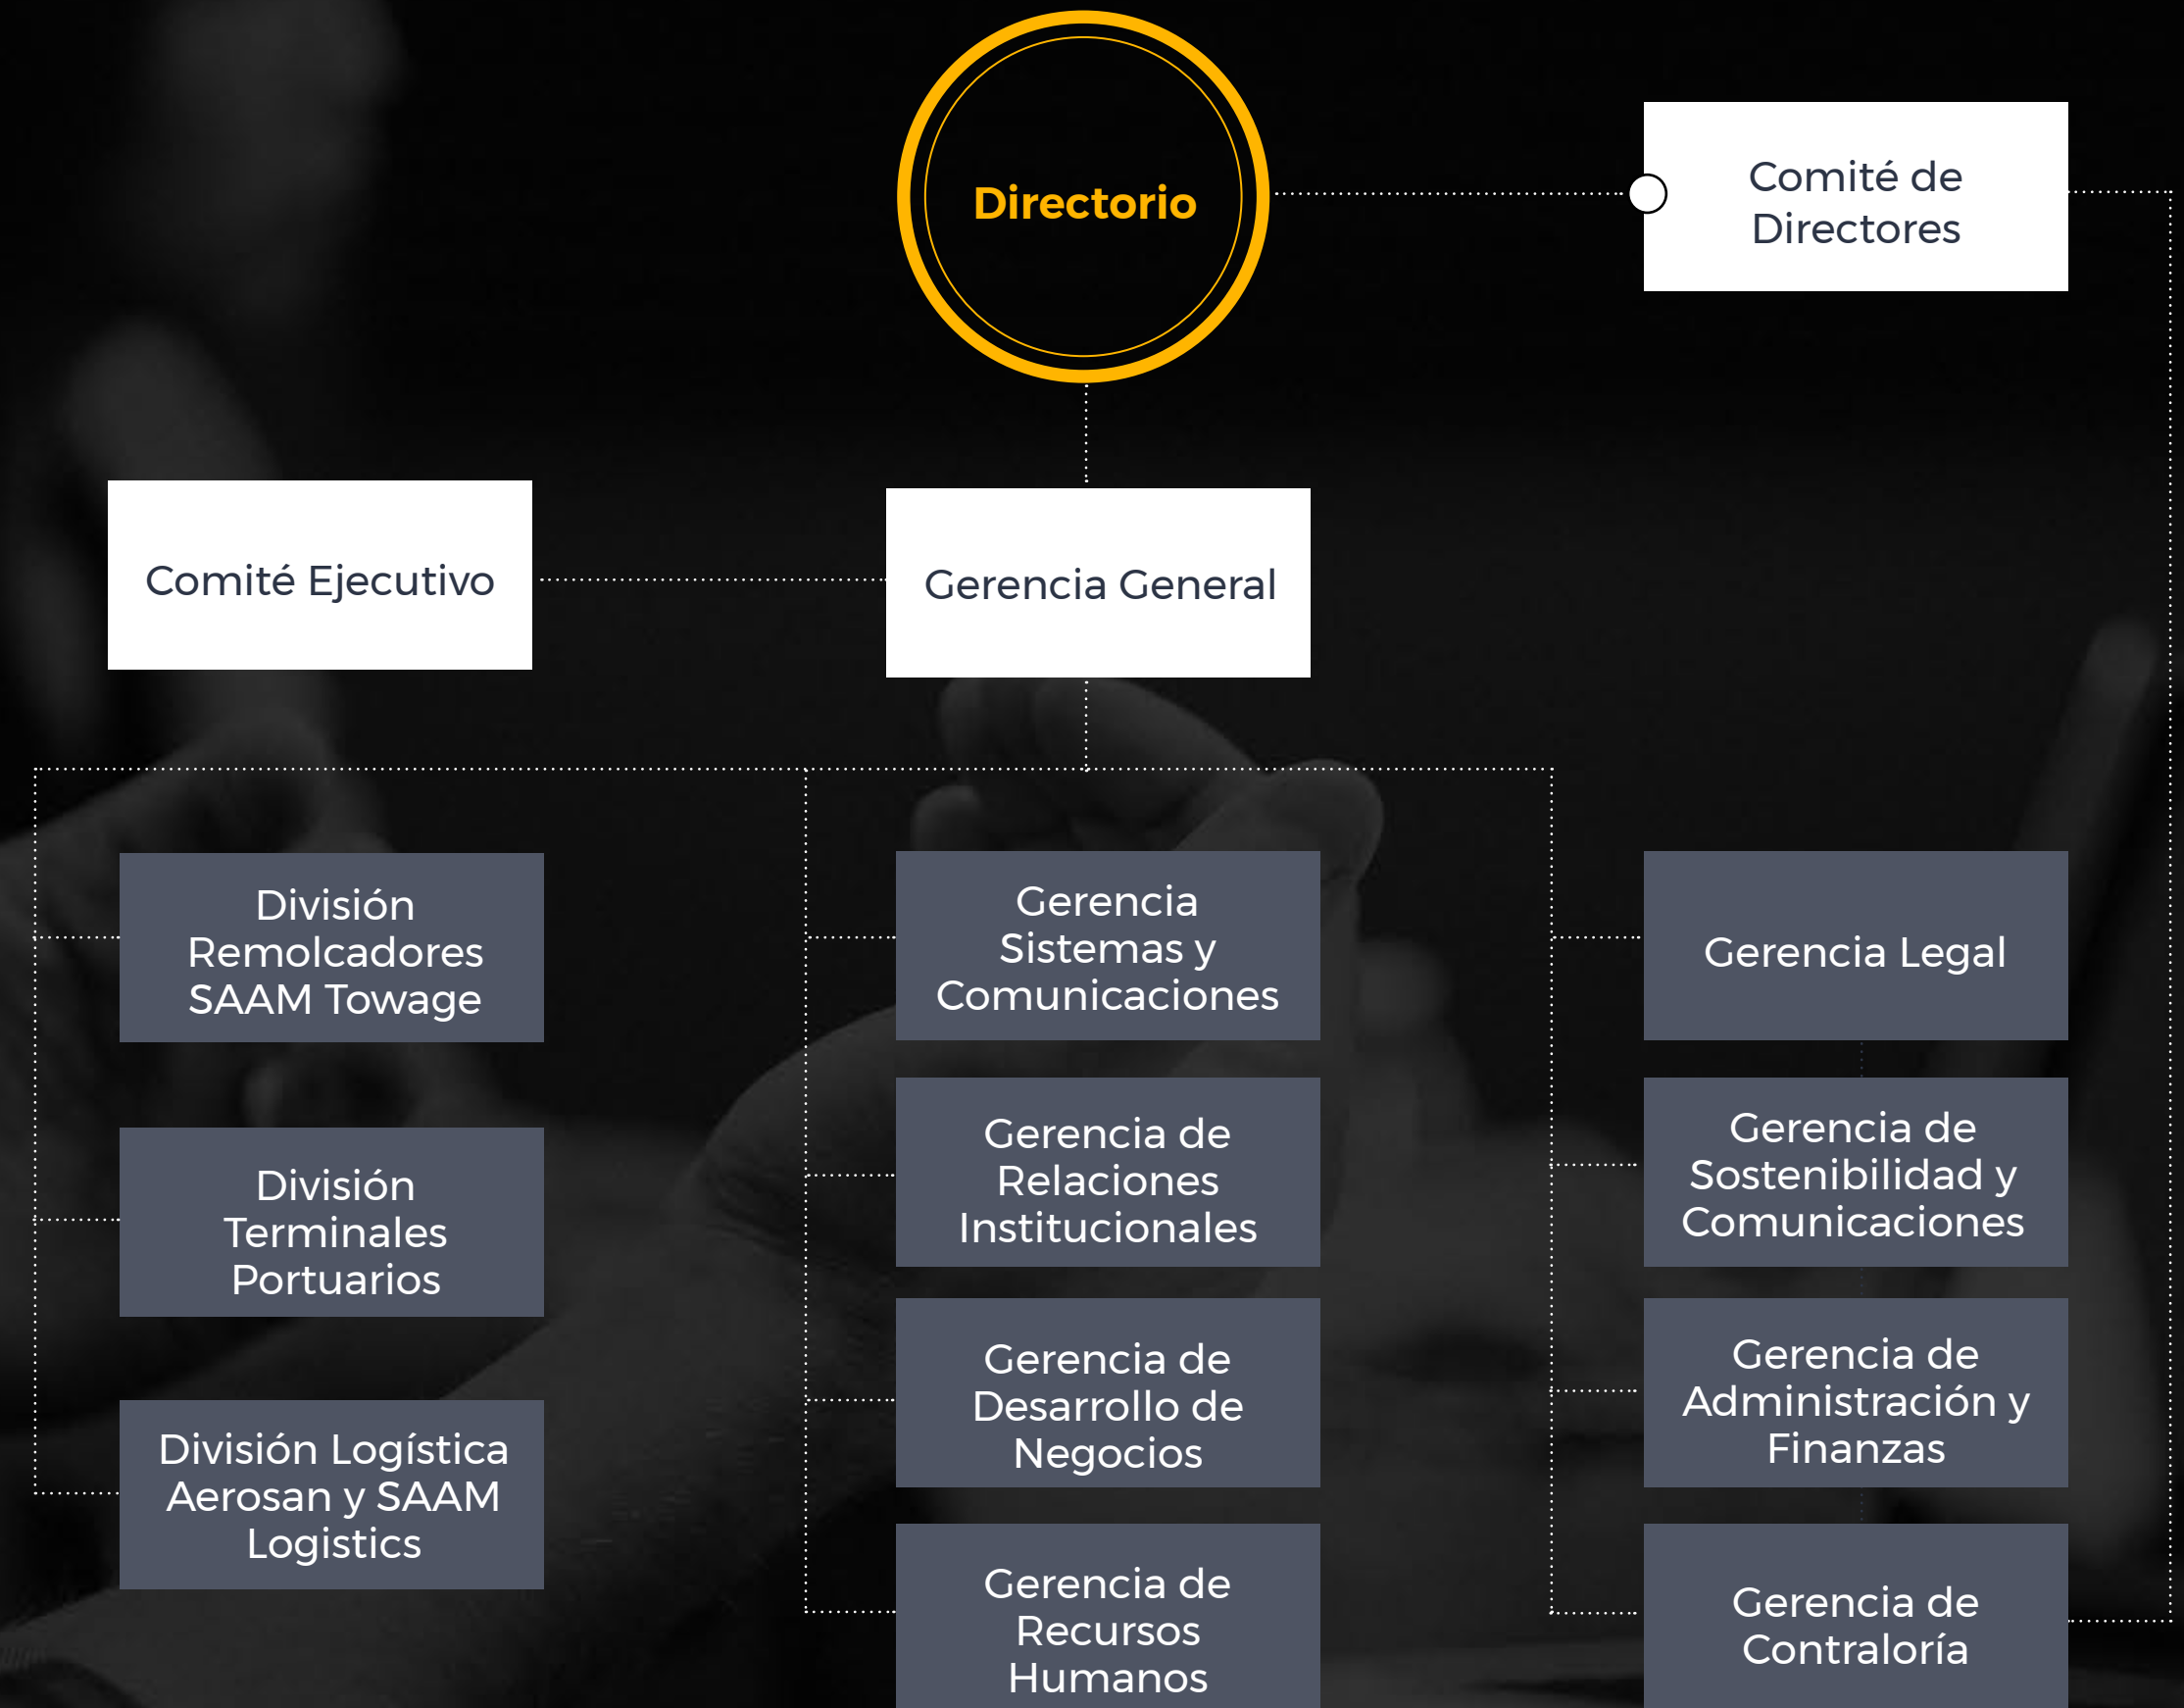 Directorio
Comité de
Directores
Comité Ejecutivo
Gerencia General
División
Remolcadores
SAAM Towage
División
Terminales
Portuarios
División Logística
Aerosan y SAAM
Logistics
Gerencia
Sistemas y
Comunicaciones
Gerencia de
Relaciones
Institucionales
Gerencia de
Desarrollo de
Negocios
Gerencia de
Recursos
Humanos
Gerencia Legal
Gerencia de
Sostenibilidad y
Comunicaciones
Gerencia de
Administración y
Finanzas
Gerencia de
Contraloría